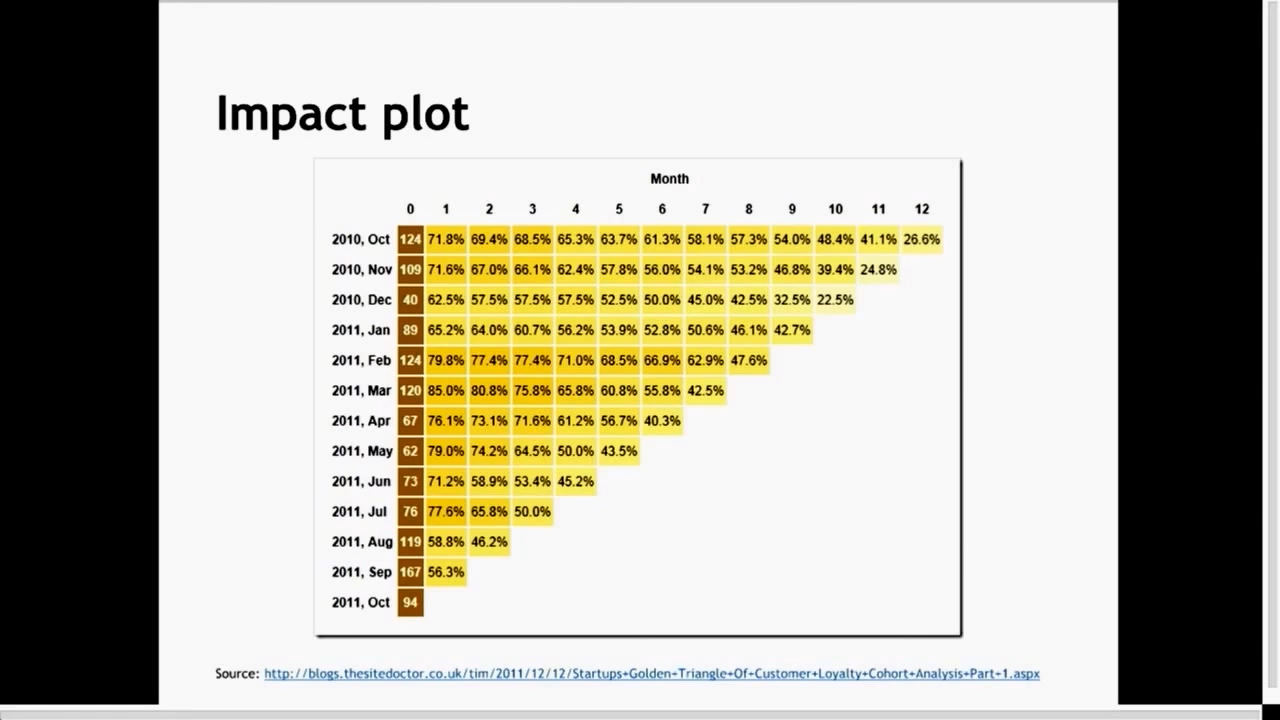 Impact plot
Month
0 1 2 3 4 5 6 7 8 9 10 11 12
2010, Oct 124 71.8% 69.4% 68.5% 65.3% 63.7% 61.3% 58.1% 57.3% 54.0% 48.4% 41.1% 26.6%
2010, Nov 109 71.6% 67.0% 66.1% 62.4% 57.8% 56.0% 54.1% 53.2% 46.8% 39.4% 24.8%
2010, Dec 40 62.5% 57.5% 57.5% 57.5% 52.5% 50.0% 45.0% 42.5% 32.5% 22.5%
2011, Jan 89 65.2% 64.0% 60.7% 56.2% 53.9% 52.8% 50.6% 46.1% 42.7%
2011, Feb 124 79.8% 77.4% 77.4% 71.0% 68.5% 66.9% 62.9% 47.6%
2011, Mar 120 85.0% 80.8% 75.8% 65.8% 60.8% 55.8% 42.5%
2011, Apr 67 76.1% 73.1% 71.6% 61.2% 56.7% 40.3%
2011, May 62 79.0% 74.2% 64.5% 50.0% 43.5%
2011, Jun 73 71.2% 58.9% 53.4% 45.2%
2011, Jul 76 77.6% 65.8% 50.0%
2011, Aug 119 58.8% 46.2%
2011, Sep 167 56.3%
2011, Oct 94
Source: http://blogs.thesitedoctor.co.uk/tim/2011/12/12/Startups+Golden+Triangle+Of+Customer+Loyalty+Cohort+Analysis+Part+1.aspx